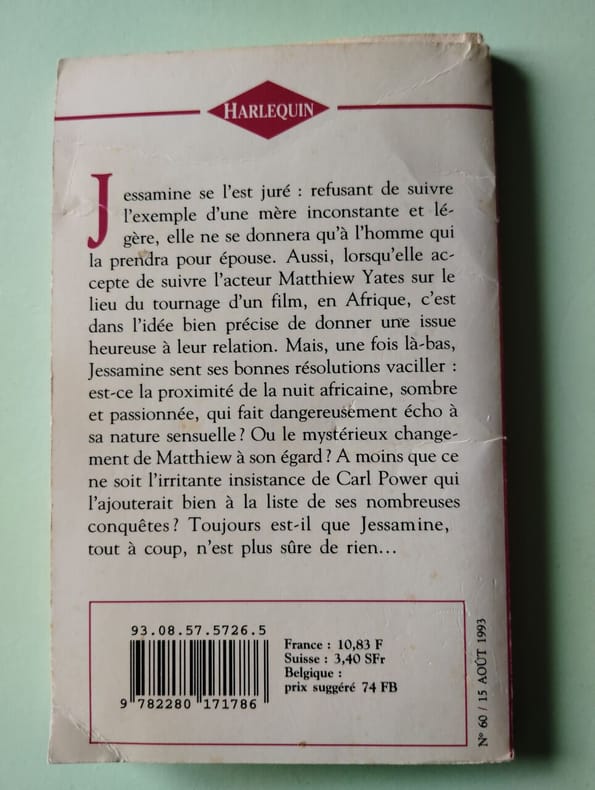 HARLEQUIN
Jessamine se l'est juré : refusant de suivre
l'exemple d'une mère inconstante et lé-
gère, elle ne se donnera qu'à l'homme qui
la prendra pour épouse. Aussi, lorsqu'elle ac-
cepte de suivre l'acteur Matthiew Yates sur le
lieu du tournage d'un film, en Afrique, c'est
dans l'idée bien précise de donner une issue
heureuse à leur relation. Mais, une fois là-bas,
Jessamine sent ses bonnes résolutions vaciller :
est-ce la proximité de la nuit africaine, sombre
et passionnée, qui fait dangereusement écho à
sa nature sensuelle ? Ou le mystérieux change-
ment de Matthiew à son égard ? A moins que ce
ne soit l'irritante insistance de Carl Power qui
l'ajouterait bien à la liste de ses nombreuses
conquêtes ? Toujours est-il que Jessamine,
tout à coup, n'est plus sûre de rien...
93.08.57.5726.5
9 782280 171786
France : 10,83 F
Suisse : 3,40 SFr
Belgique :
prix suggéré 74 FB
N° 60 / 15 AOÛT 1993